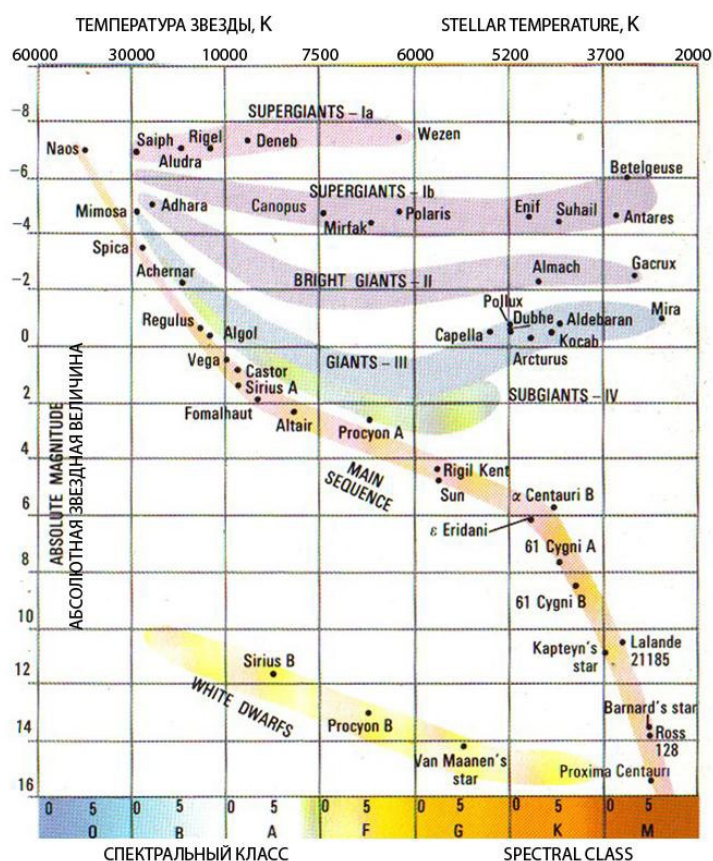 ТЕМПЕРАТУРА ЗВЕЗДЫ, К STELLAR TEMPERATURE, K
60000 30000 10000 7500 6000 5200 3700 2000
-8
SUPERGIANTS – Ia
Naos
Saiph
Rigel
Aludra
Deneb
Wezen
-6
Betelgeuse
SUPERGIANTS – Ib
Mimosa
Adhara
Canopus
Mirfak
Polaris
Enif
Suhail
Antares
-4
Spica
Achernar
BRIGHT GIANTS – II
Almach
Gacrux
-2
Pollux
Dubhe
Regulus
Algol
Capella
Aldebaran
Mira
0
Kocab
Arcturus
Vega
Castor
GIANTS – III
Sirius A
SUBGIANTS – IV
2
Fomalhaut
Altair
Procyon A
4
MAIN
SEQUENCE
Rigil Kent
Sun
α Centauri B
6
ε Eridani
61 Cygni A
8
61 Cygni B
ABSOLUTE MAGNITUDE
АБСОЛЮТНАЯ ЗВЕЗДНАЯ ВЕЛИЧИНА
10
Kapteyn's
star
Lalande
21185
Sirius B
12
WHITE DWARFS
Procyon B
Barnard's star
Ross
128
14
Van Maanen's
star
Proxima Centauri
16
0 5 0 5 0 5 0 5 0 5 0 5 0 5
O B A F G K M
СПЕКТРАЛЬНЫЙ КЛАСС SPECTRAL CLASS